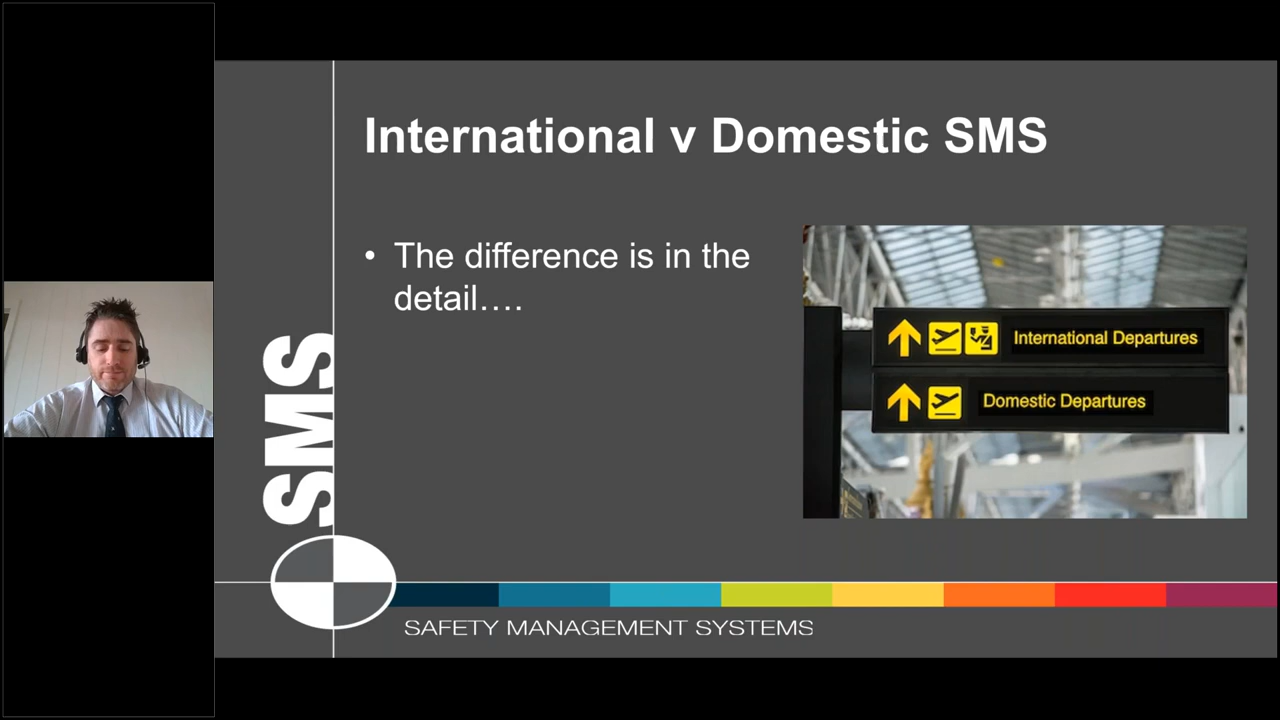 International v Domestic SMS
• The difference is in the
detail….
International Departures
Domestic Departures
SMS
SAFETY MANAGEMENT SYSTEMS